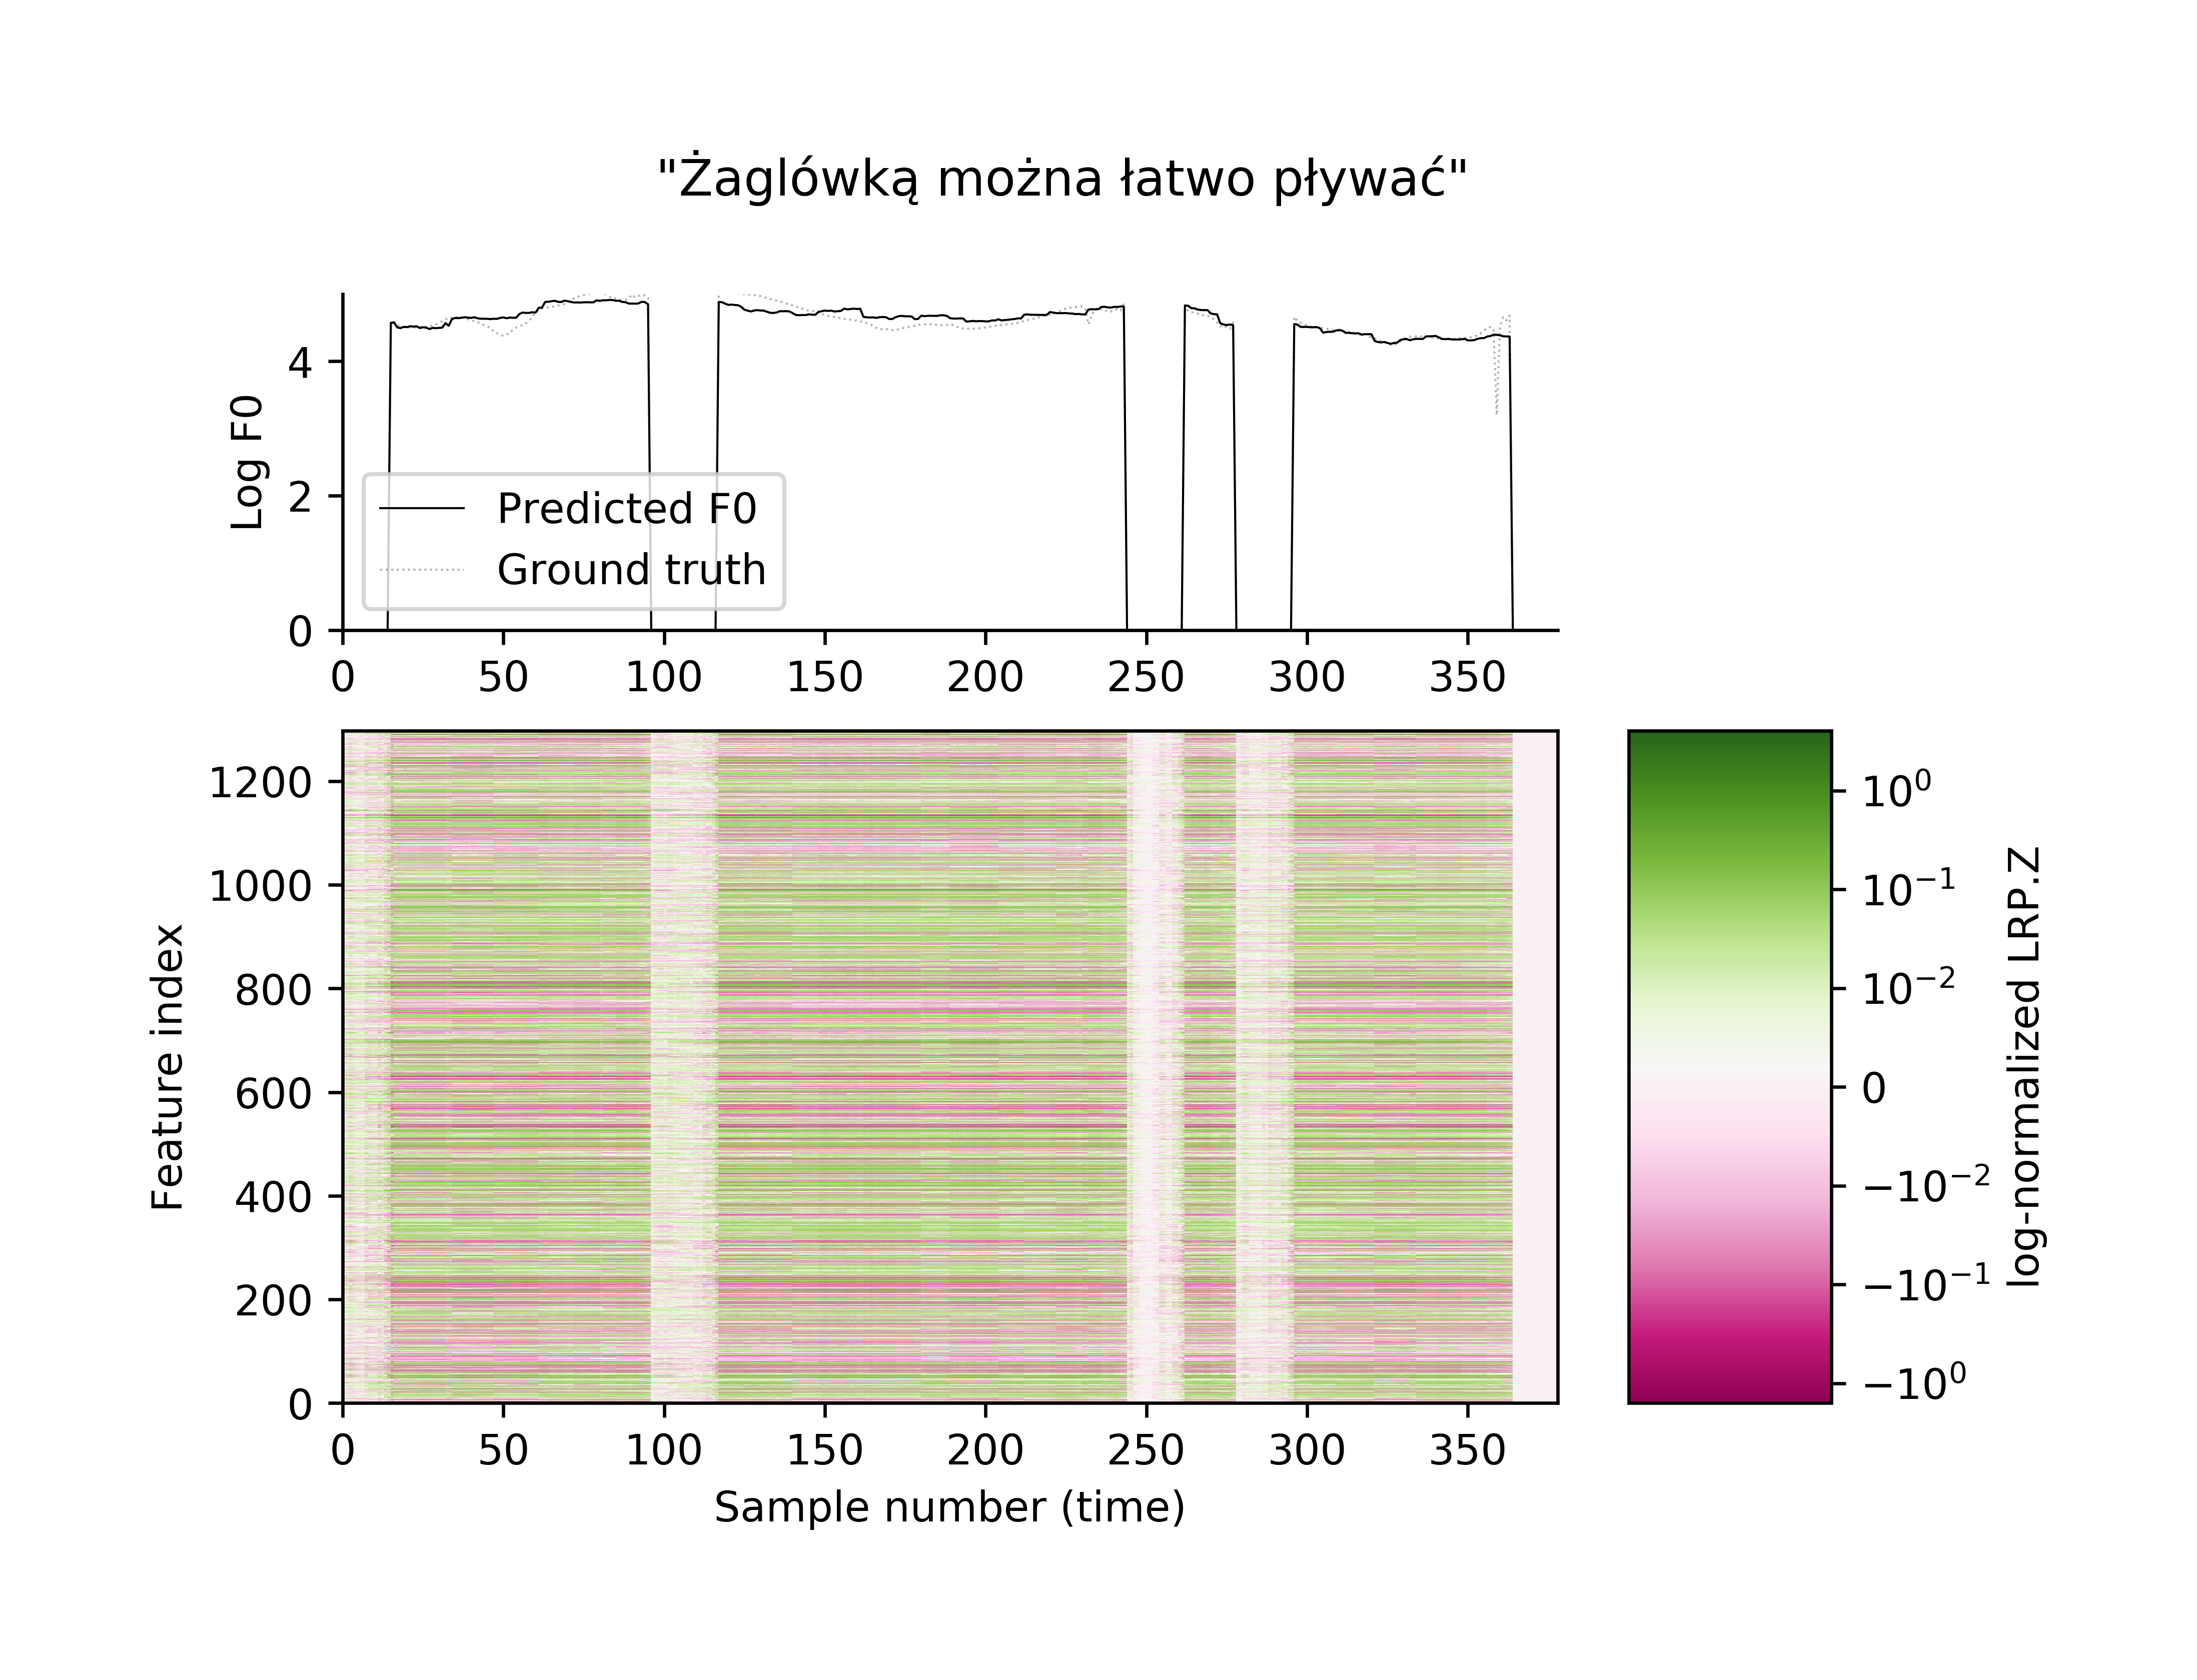 "Żaglówką można łatwo pływać"
Log F0
4
2
0
Predicted F0
Ground truth
0 50 100 150 200 250 300 350
Feature index
1200
1000
800
600
400
200
0
0 50 100 150 200 250 300 350
Sample number (time)
10⁰
10⁻¹
10⁻²
0
−10⁻²
−10⁻¹
−10⁰
log-normalized LRP.Z